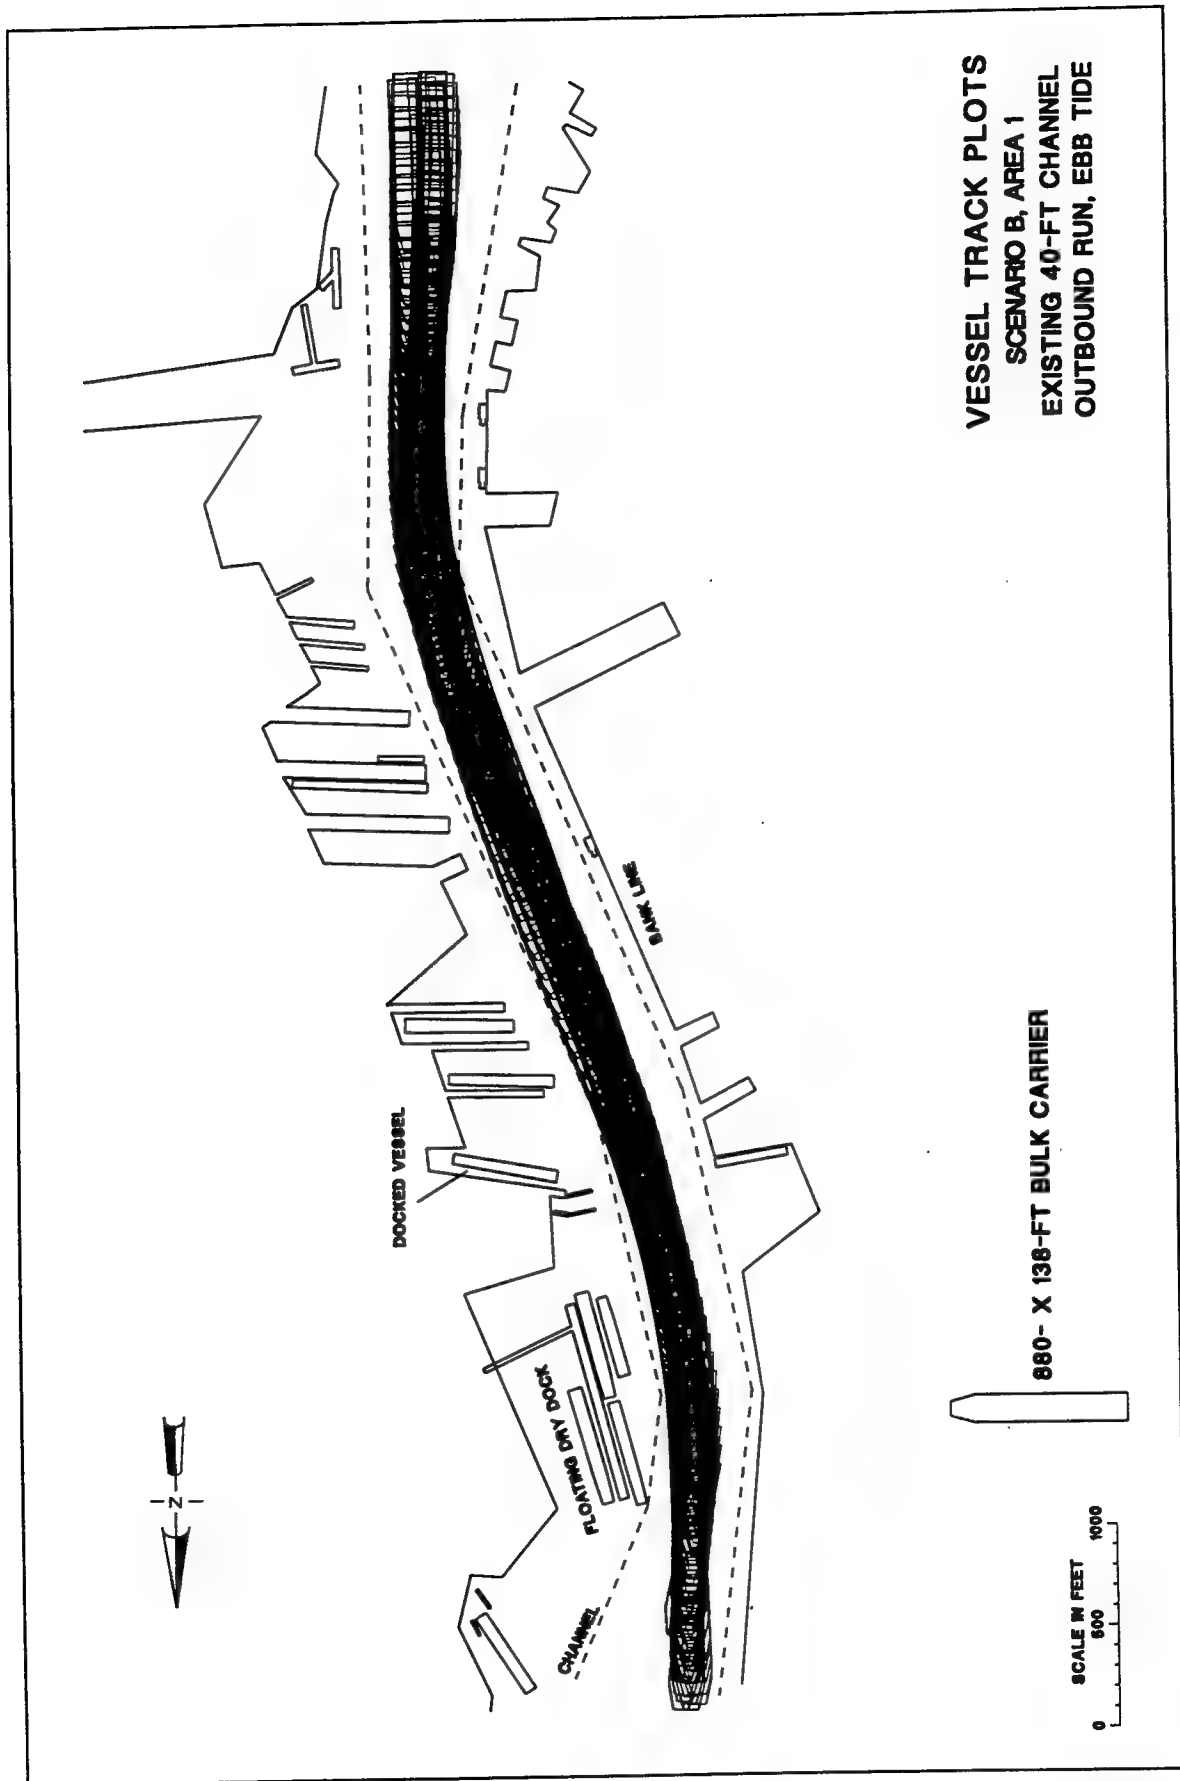 VESSEL TRACK PLOTS
SCENARIO B, AREA 1
EXISTING 40-FT CHANNEL
OUTBOUND RUN, EBB TIDE
BANK LINE
DOCKED VESSEL
FLOATING DRY DOCK
CHANNEL
N
880- X 138-FT BULK CARRIER
SCALE IN FEET
0 500 1000